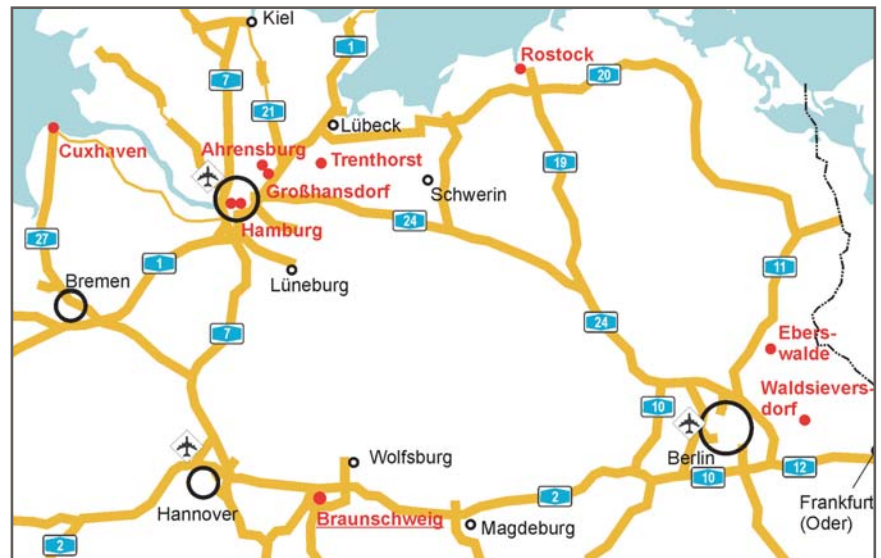 Kiel
1
Rostock
7
20
21
Lübeck
Cuxhaven
Ahrensburg
Trenthorst
19
Großhansdorf
Schwerin
Hamburg
24
27
1
11
Bremen
Lüneburg
7
24
Ebers-
walde
Waldsievers-
dorf
10
Wolfsburg
Berlin
12
10
Hannover
2
Braunschweig
Magdeburg
Frankfurt
(Oder)
2